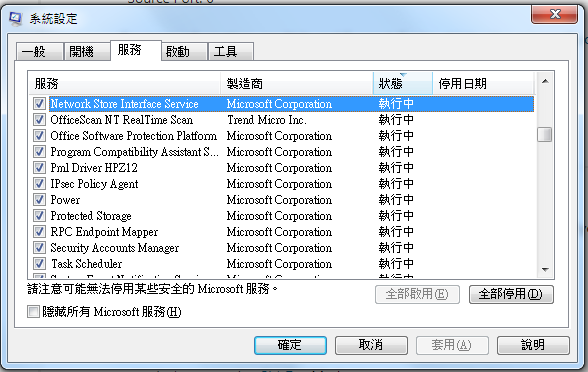 Source Port: 0
系統設定
一般 開機 服務 啟動 工具
服務 製造商 狀態 停用日期
Network Store Interface Service Microsoft Corporation 執行中
OfficeScan NT RealTime Scan Trend Micro Inc. 執行中
Office Software Protection Platform Microsoft Corporation 執行中
Program Compatibility Assistant S... Microsoft Corporation 執行中
Pml Driver HPZ12 Microsoft Corporation 執行中
IPsec Policy Agent Microsoft Corporation 執行中
Power Microsoft Corporation 執行中
Protected Storage Microsoft Corporation 執行中
RPC Endpoint Mapper Microsoft Corporation 執行中
Security Accounts Manager Microsoft Corporation 執行中
Task Scheduler Microsoft Corporation 執行中
請注意可能無法停用某些安全的 Microsoft 服務。
全部啟用(E) 全部停用(D)
隱藏所有 Microsoft 服務(H)
確定 取消 套用(A) 說明